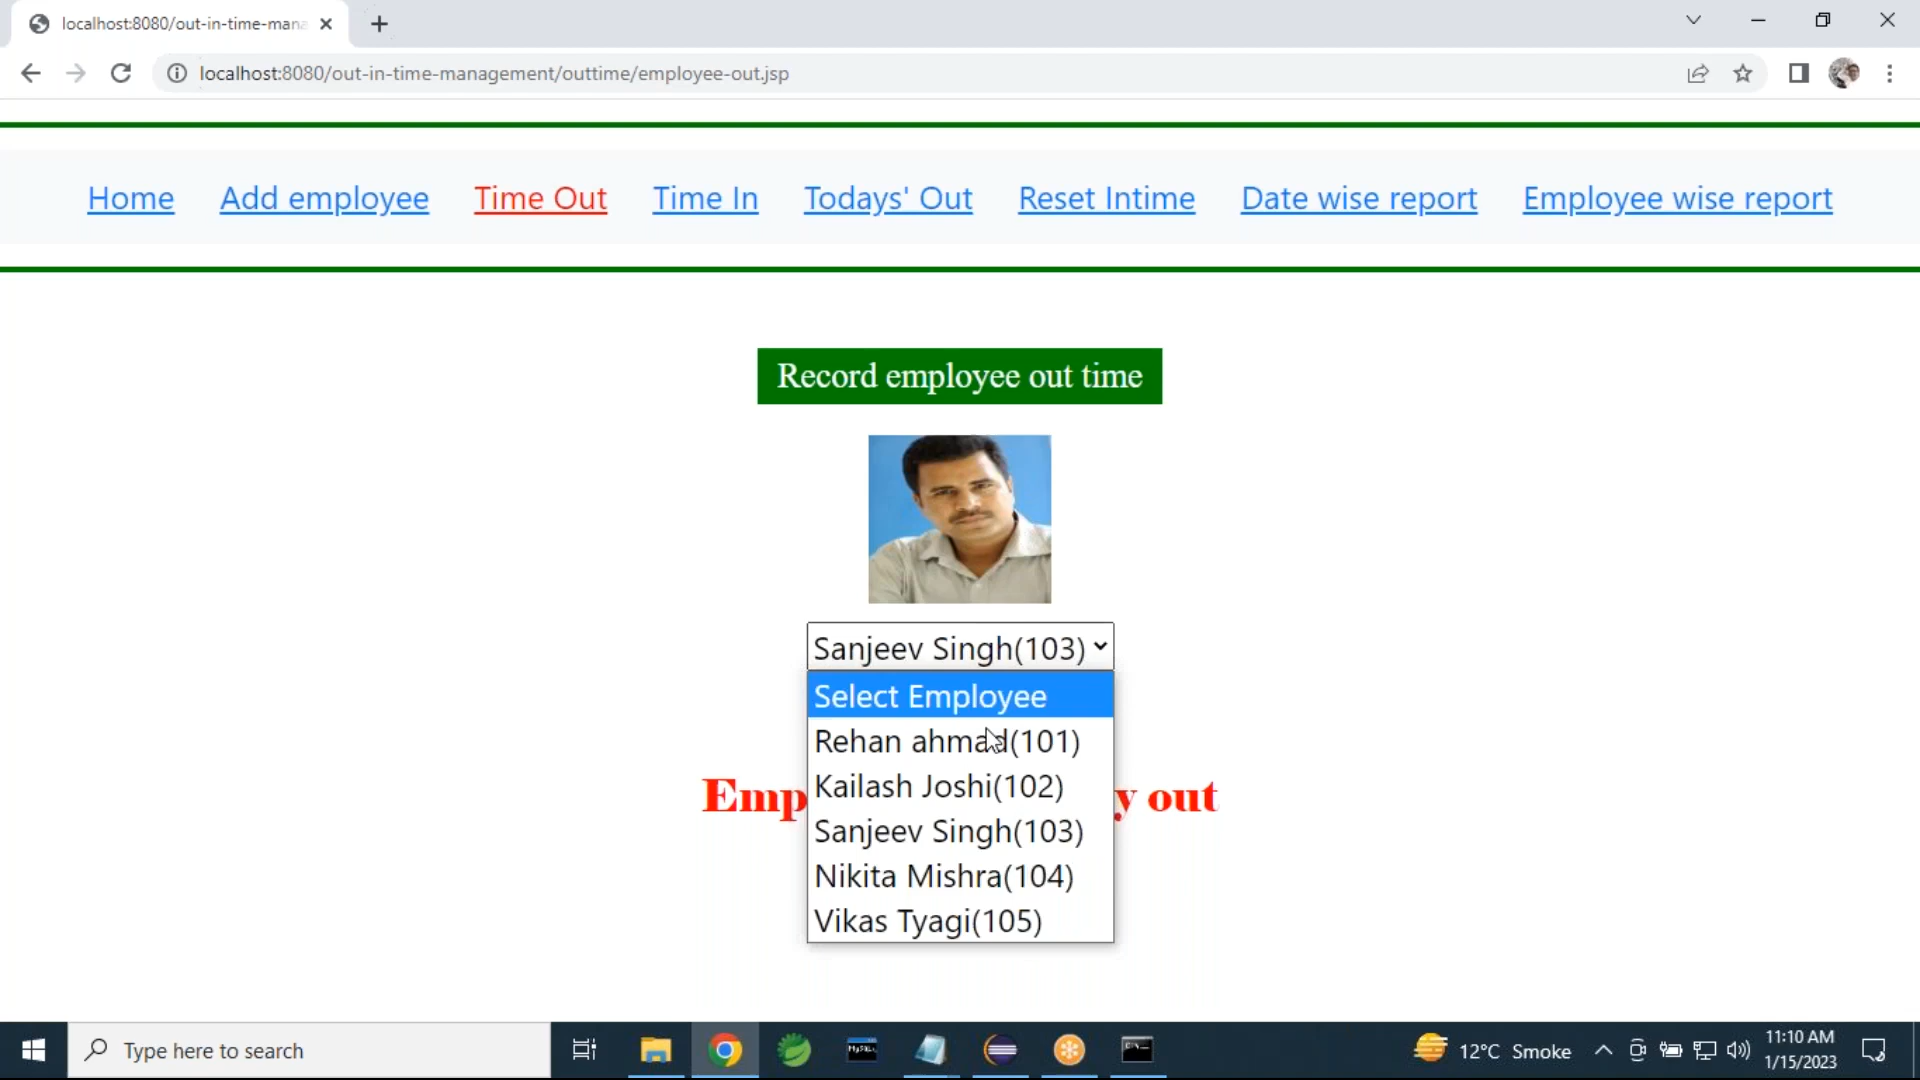 localhost:8080/out-in-time-mana
localhost:8080/out-in-time-management/outtime/employee-out.jsp
Home Add employee Time Out Time In Todays' Out Reset Intime Date wise report Employee wise report
Record employee out time
Sanjeev Singh(103)
Select Employee
Rehan ahmad(101)
Kailash Joshi(102)
Emp y out
Sanjeev Singh(103)
Nikita Mishra(104)
Vikas Tyagi(105)
Type here to search
MySQL
12°C Smoke
11:10 AM
1/15/2023